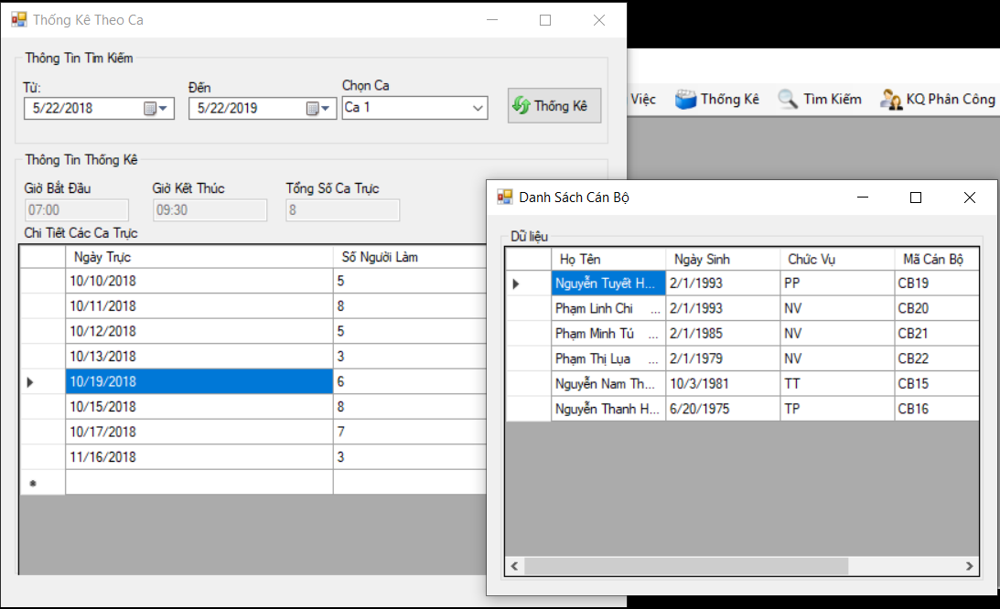 Thống Kê Theo Ca
Thông Tin Tìm Kiếm
Từ: Đến Chọn Ca
5/22/2018 5/22/2019 Ca 1 Thống Kê
Việc Thống Kê Tìm Kiếm KQ Phân Công
Thông Tin Thống Kê
Giờ Bắt Đầu Giờ Kết Thúc Tổng Số Ca Trực
07:00 09:30 8
Chi Tiết Các Ca Trực
Ngày Trực Số Người Làm
10/10/2018 5
10/11/2018 8
10/12/2018 5
10/13/2018 3
10/19/2018 6
10/15/2018 8
10/17/2018 7
11/16/2018 3
Danh Sách Cán Bộ
Dữ liệu
Họ Tên Ngày Sinh Chức Vụ Mã Cán Bộ
Nguyễn Tuyết H... 2/1/1993 PP CB19
Phạm Linh Chi ... 2/1/1993 NV CB20
Phạm Minh Tú ... 2/1/1985 NV CB21
Phạm Thị Lụa ... 2/1/1979 NV CB22
Nguyễn Nam Th... 10/3/1981 TT CB15
Nguyễn Thanh H... 6/20/1975 TP CB16